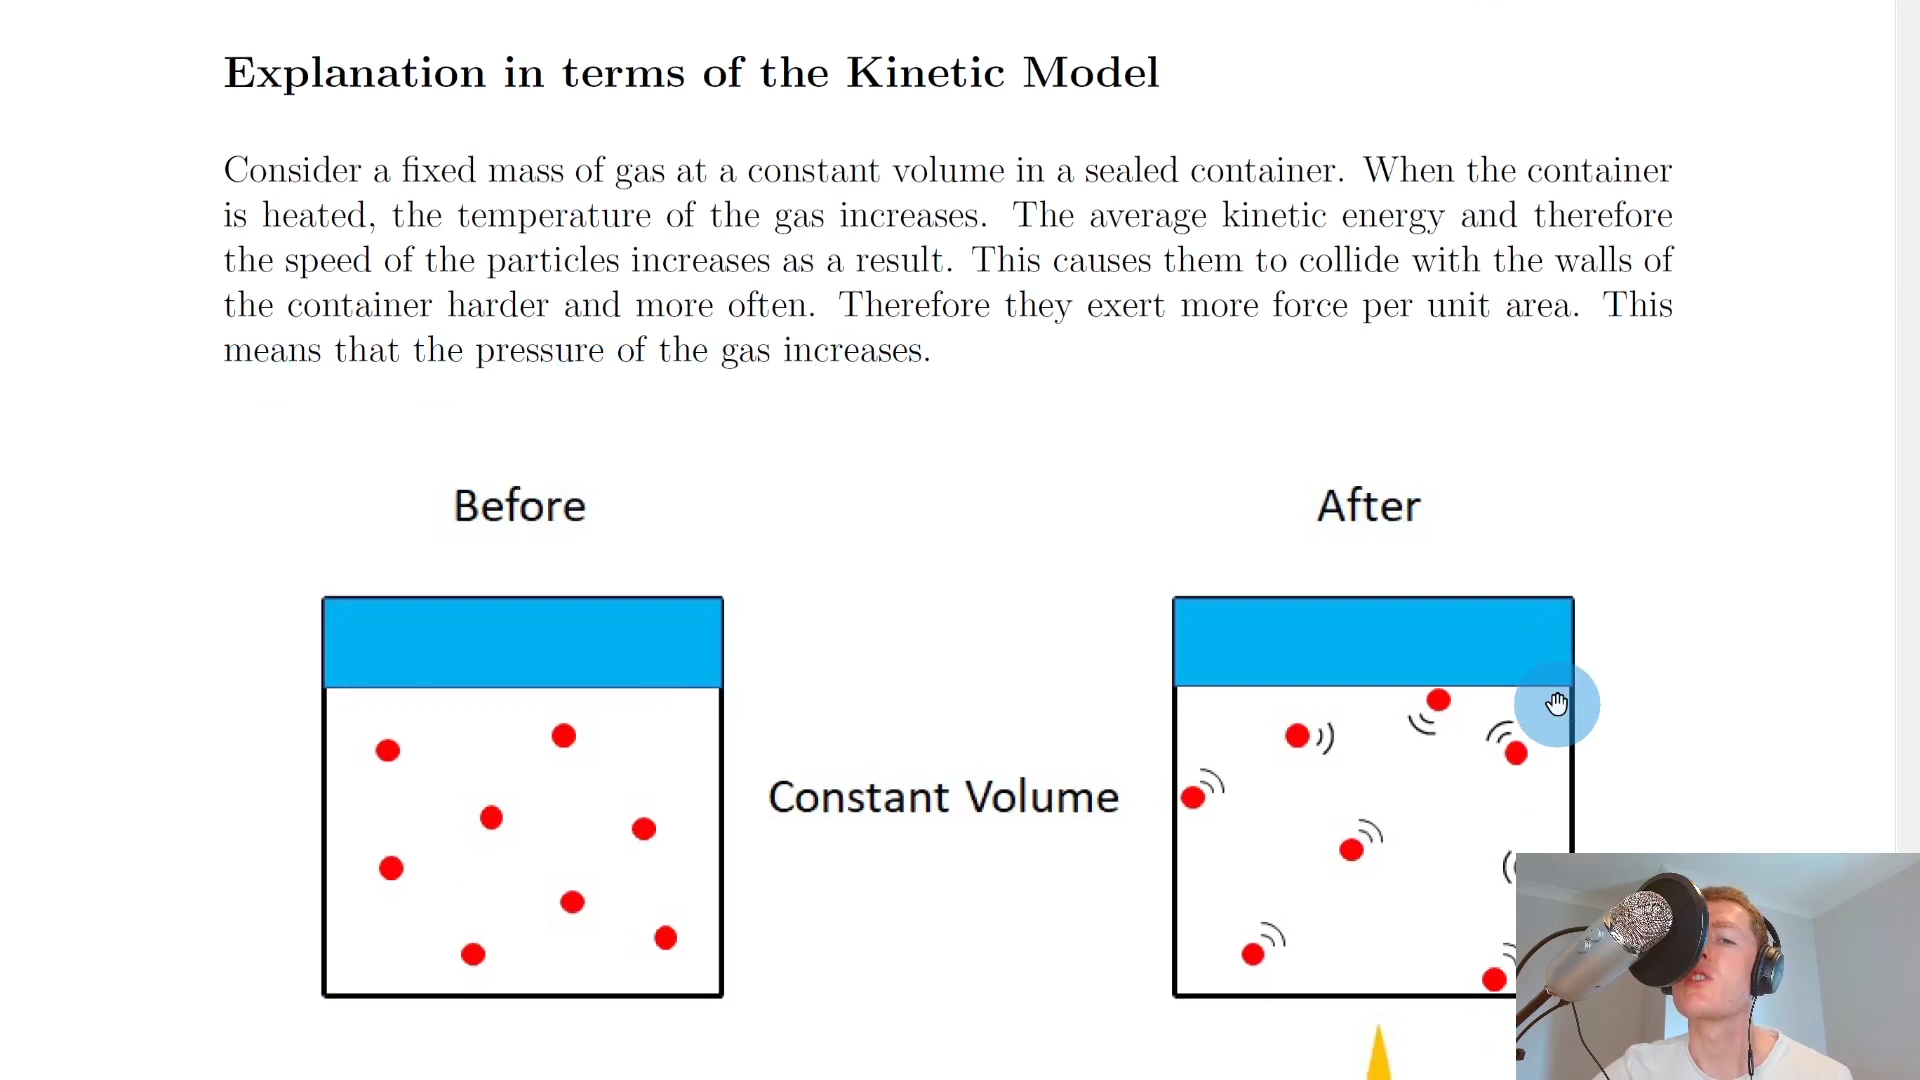 Explanation in terms of the Kinetic Model
Consider a fixed mass of gas at a constant volume in a sealed container. When the container
is heated, the temperature of the gas increases. The average kinetic energy and therefore
the speed of the particles increases as a result. This causes them to collide with the walls of
the container harder and more often. Therefore they exert more force per unit area. This
means that the pressure of the gas increases.
Before
After
Constant Volume